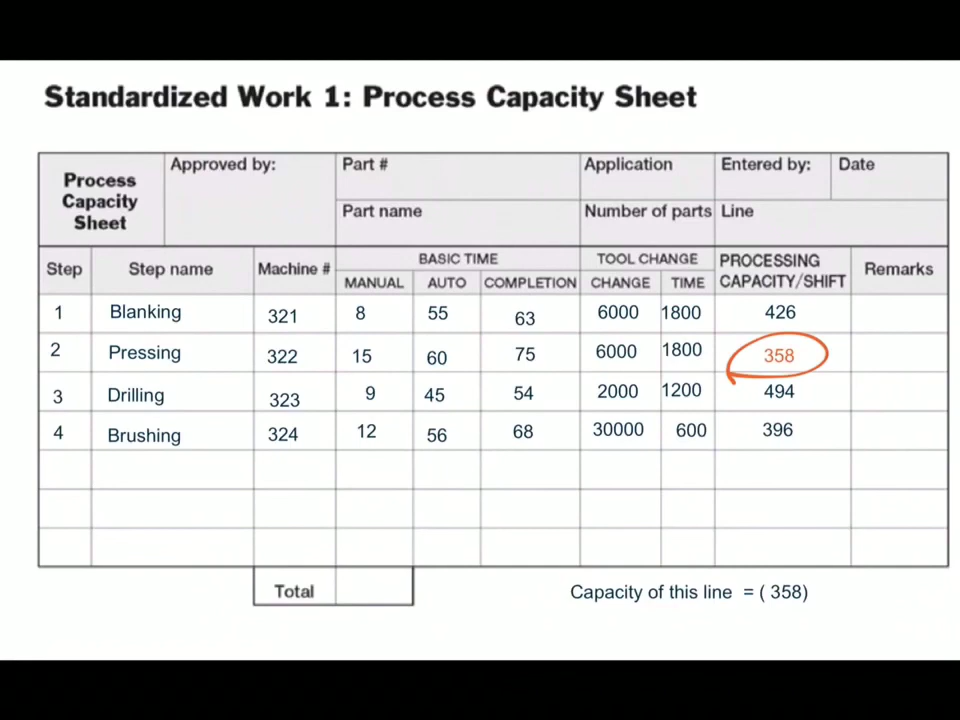 Standardized Work 1: Process Capacity Sheet
Process Capacity Sheet
Approved by:
Part #
Application
Entered by:
Date
Part name
Number of parts
Line
Step
Step name
Machine #
BASIC TIME
TOOL CHANGE
PROCESSING CAPACITY/SHIFT
Remarks
MANUAL AUTO COMPLETION CHANGE TIME
1 Blanking 321 8 55 63 6000 1800 426
2 Pressing 322 15 60 75 6000 1800 358
3 Drilling 323 9 45 54 2000 1200 494
4 Brushing 324 12 56 68 30000 600 396
Total
Capacity of this line = ( 358)